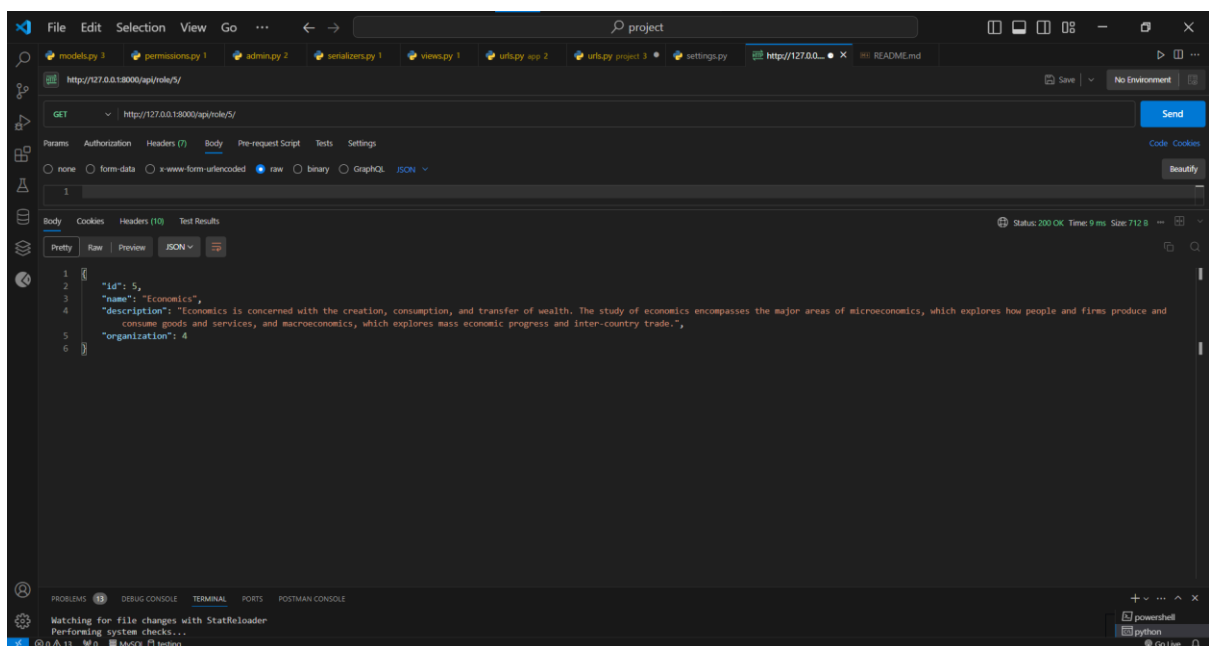 File Edit Selection View Go ··· ← → project
models.py 3 permissions.py 1 admin.py 2 serializers.py 1 views.py 1 urls.py app 2 urls.py project 3 settings.py http://127.0.0.... README.md
http://127.0.0.1:8000/api/role/5/ Save No Environment
GET http://127.0.0.1:8000/api/role/5/ Send
Params Authorization Headers (7) Body Pre-request Script Tests Settings Code Cookies
none form-data x-www-form-urlencoded raw binary GraphQL JSON Beautify
1
Body Cookies Headers (10) Test Results Status: 200 OK Time: 9 ms Size: 712 B
Pretty Raw Preview JSON
1 {
2 "id": 5,
3 "name": "Economics",
4 "description": "Economics is concerned with the creation, consumption, and transfer of wealth. The study of economics encompasses the major areas of microeconomics, which explores how people and firms produce and
consume goods and services, and macroeconomics, which explores mass economic progress and inter-country trade.",
5 "organization": 4
6 }
PROBLEMS 13 DEBUG CONSOLE TERMINAL PORTS POSTMAN CONSOLE
Watching for file changes with StatReloader powershell
Performing system checks... python
0 13 0 MySQL testing Go Live